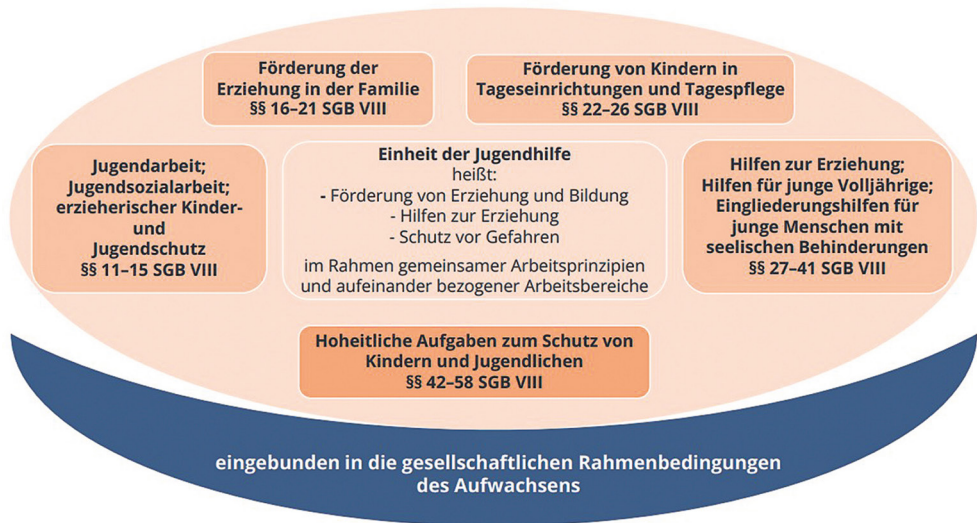 Förderung der
Erziehung in der Familie
§§ 16–21 SGB VIII
Förderung von Kindern in
Tageseinrichtungen und Tagespflege
§§ 22–26 SGB VIII
Jugendarbeit;
Jugendsozialarbeit;
erzieherischer Kinder-
und
Jugendschutz
§§ 11–15 SGB VIII
Einheit der Jugendhilfe
heißt:
- Förderung von Erziehung und Bildung
- Hilfen zur Erziehung
- Schutz vor Gefahren
im Rahmen gemeinsamer Arbeitsprinzipien
und aufeinander bezogener Arbeitsbereiche
Hilfen zur Erziehung;
Hilfen für junge Volljährige;
Eingliederungshilfen für
junge Menschen mit
seelischen Behinderungen
§§ 27–41 SGB VIII
Hoheitliche Aufgaben zum Schutz von
Kindern und Jugendlichen
§§ 42–58 SGB VIII
eingebunden in die gesellschaftlichen Rahmenbedingungen
des Aufwachsens